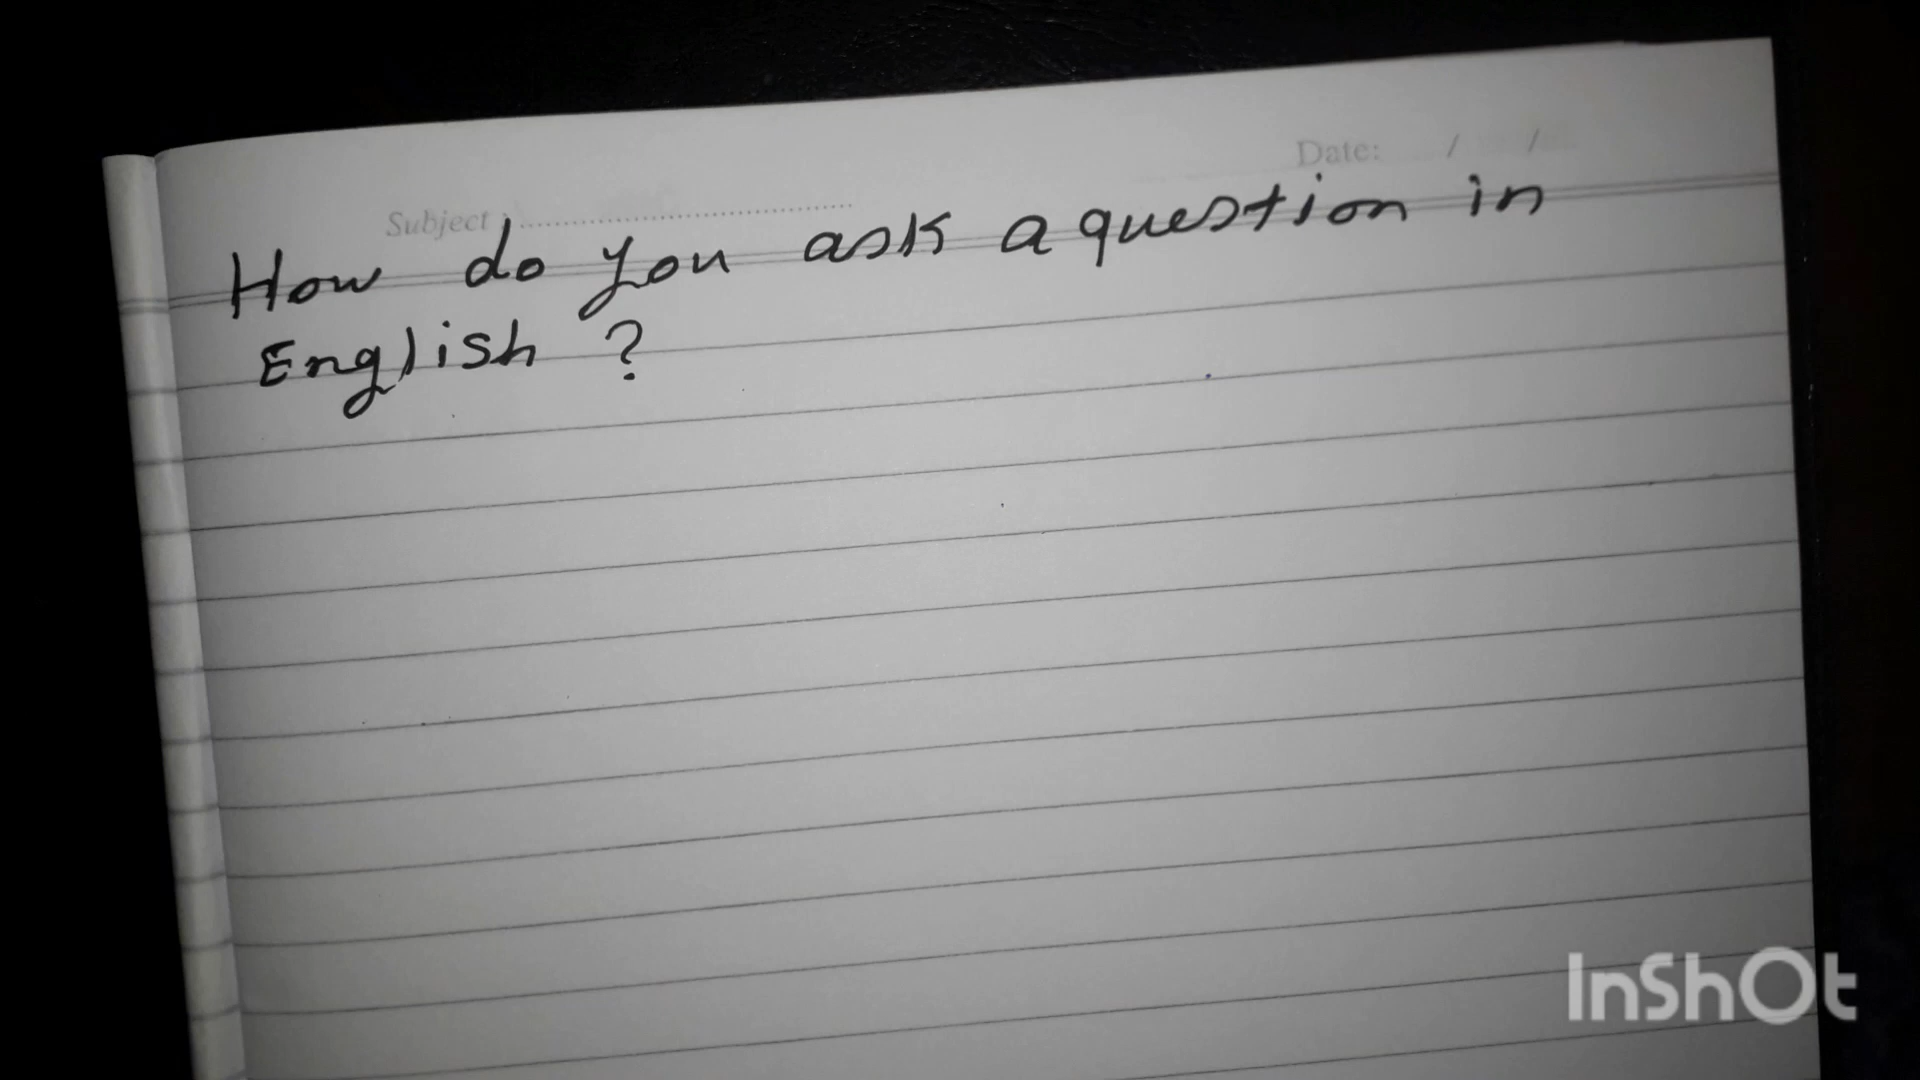 Date: / /
Subject : ................................................
How do you ask a question in
English ?
InShOt